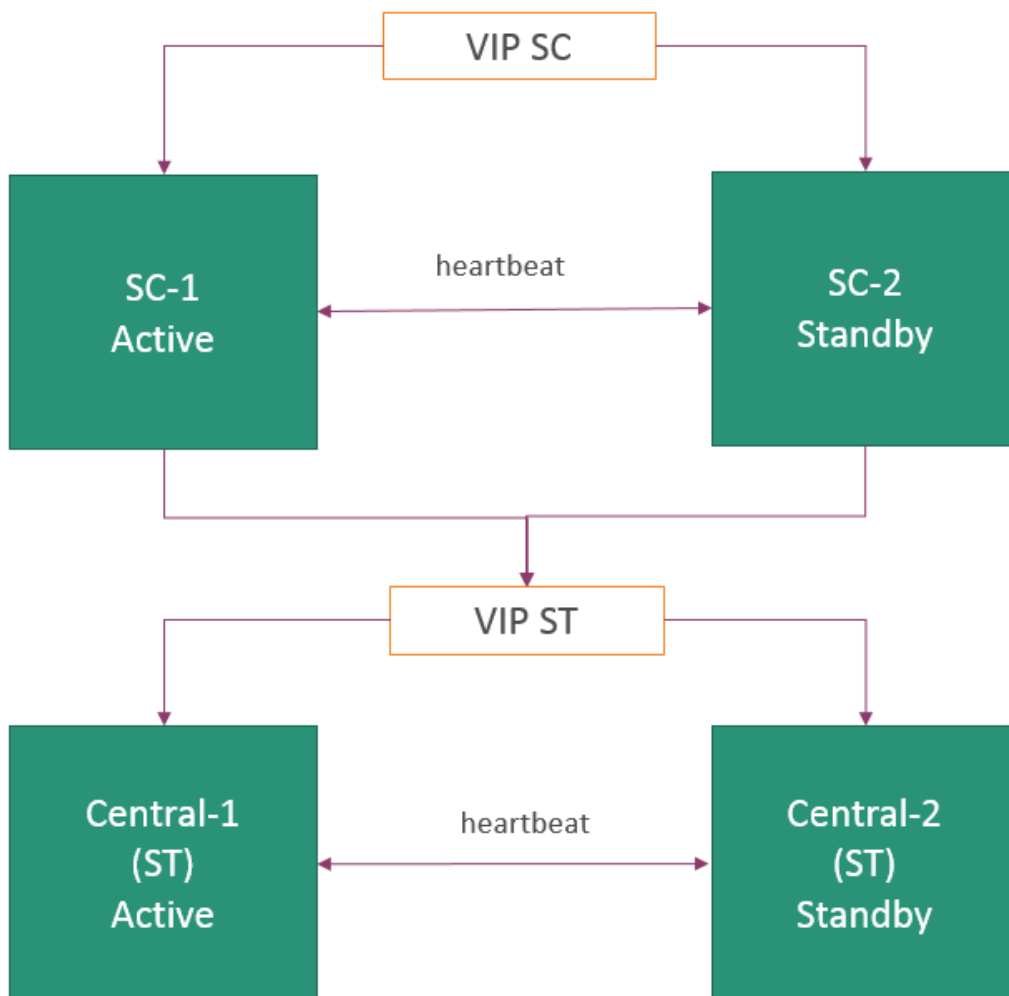 VIP SC
SC-1
Active
heartbeat
SC-2
Standby
VIP ST
Central-1
(ST)
Active
heartbeat
Central-2
(ST)
Standby